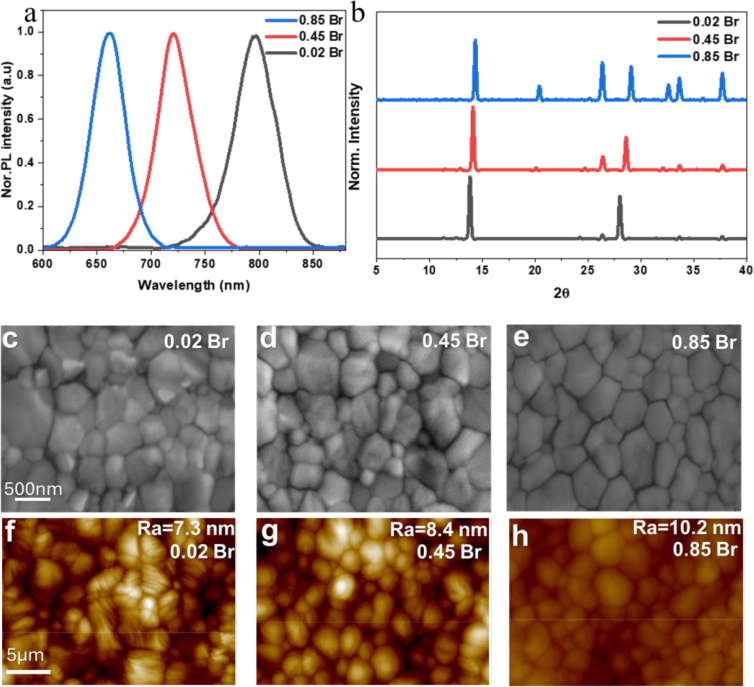 a
0.85 Br
0.45 Br
0.02 Br
Nor.PL intensity (a.u)
1.0
0.8
0.6
0.4
0.2
0.0
600 650 700 750 800 850
Wavelength (nm)
b
0.02 Br
0.45 Br
0.85 Br
Norm. Intensity
5 10 15 20 25 30 35 40
2θ
c 0.02 Br
500nm
d 0.45 Br
e 0.85 Br
f Ra=7.3 nm
0.02 Br
5μm
g Ra=8.4 nm
0.45 Br
h Ra=10.2 nm
0.85 Br